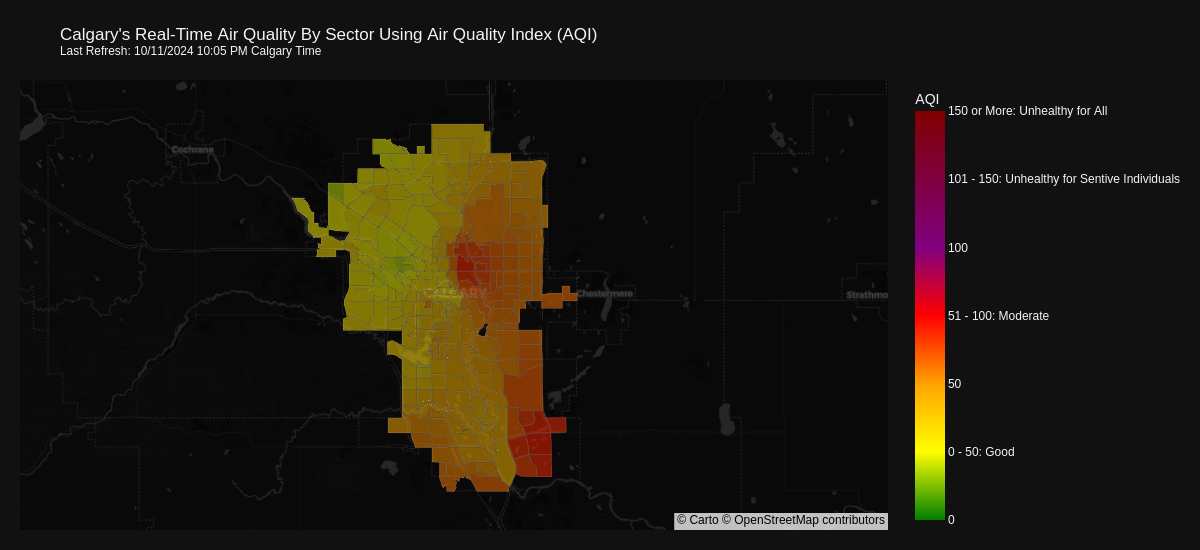 Calgary's Real-Time Air Quality By Sector Using Air Quality Index (AQI)
Last Refresh: 10/11/2024 10:05 PM Calgary Time
AQI
150 or More: Unhealthy for All
101 - 150: Unhealthy for Sentive Individuals
100
51 - 100: Moderate
50
0 - 50: Good
0
Cochrane
CALGARY
Chestermere
Strathmo
© Carto © OpenStreetMap contributors